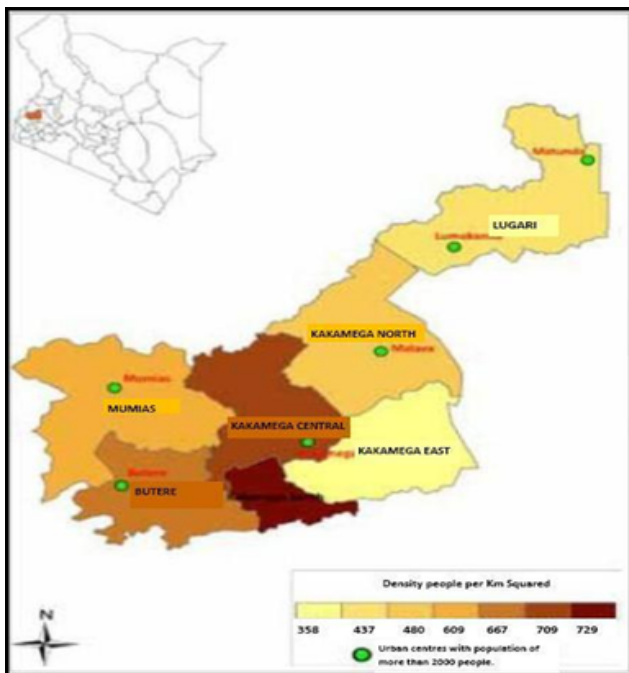 Matunda
LUGARI
KAKAMEGA NORTH
Malava
Mumias
MUMIAS
KAKAMEGA CENTRAL
KAKAMEGA EAST
Butere
BUTERE
N
Density people per Km Squared
358 437 480 609 667 709 729
Urban centres with population of
more than 2000 people.